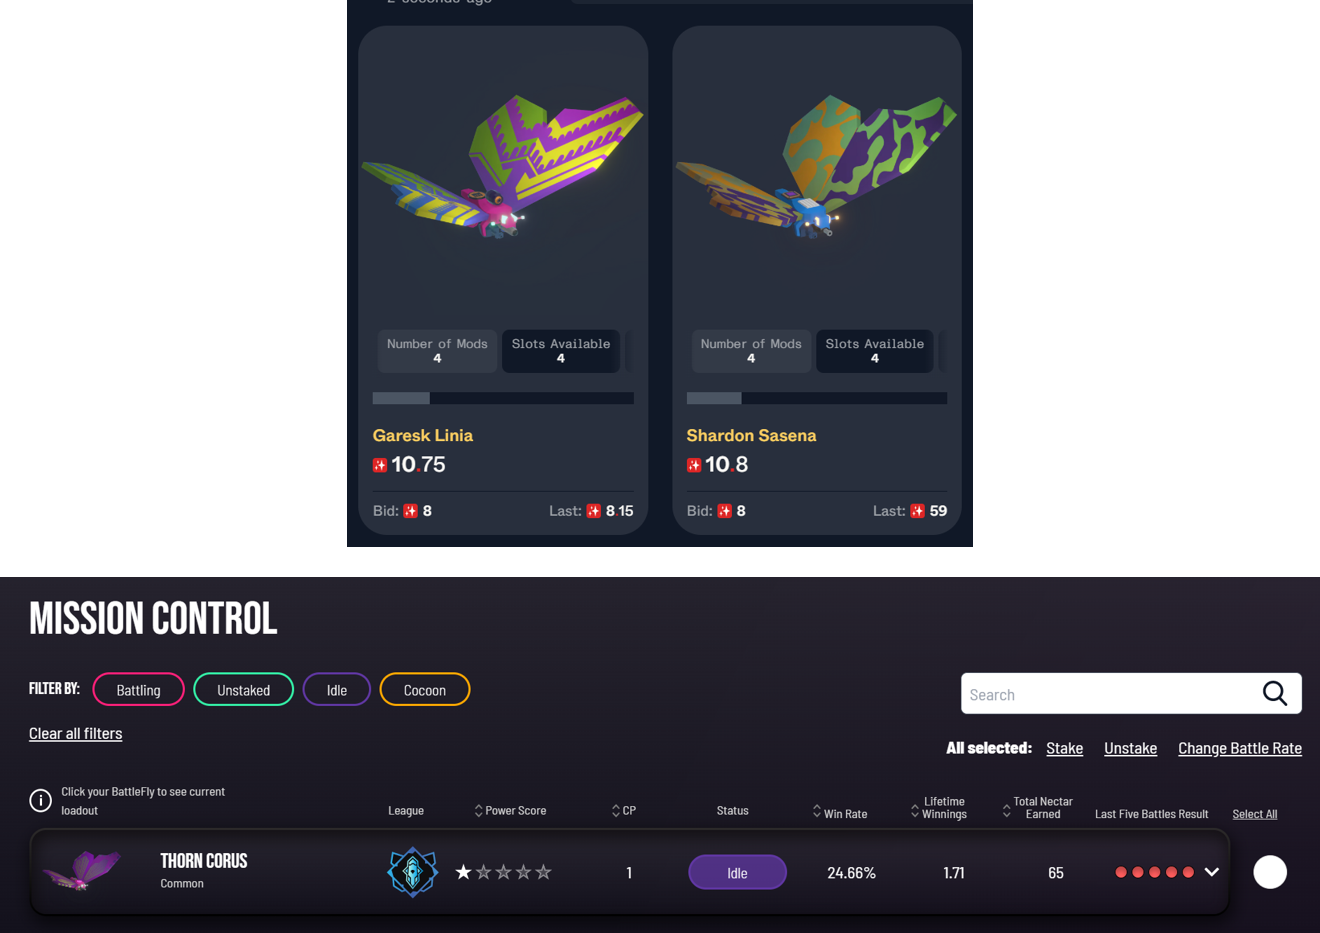 2 seconds ago
Number of Mods
4
Slots Available
4
Garesk Linia
10.75
Bid: 8
Last: 8.15
Number of Mods
4
Slots Available
4
Shardon Sasena
10.8
Bid: 8
Last: 59
MISSION CONTROL
FILTER BY: Battling Unstaked Idle Cocoon
Search
Clear all filters
All selected: Stake Unstake Change Battle Rate
Click your BattleFly to see current
loadout
League
Power Score
CP
Status
Win Rate
Lifetime
Winnings
Total Nectar
Earned
Last Five Battles Result
Select All
THORN CORUS
Common
1
Idle
24.66%
1.71
65